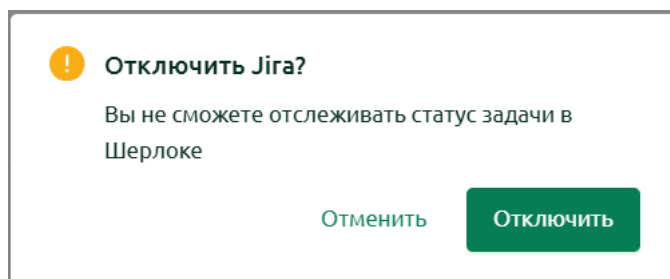 Отключить Jira?
Вы не сможете отслеживать статус задачи в
Шерлоке
Отменить
Отключить